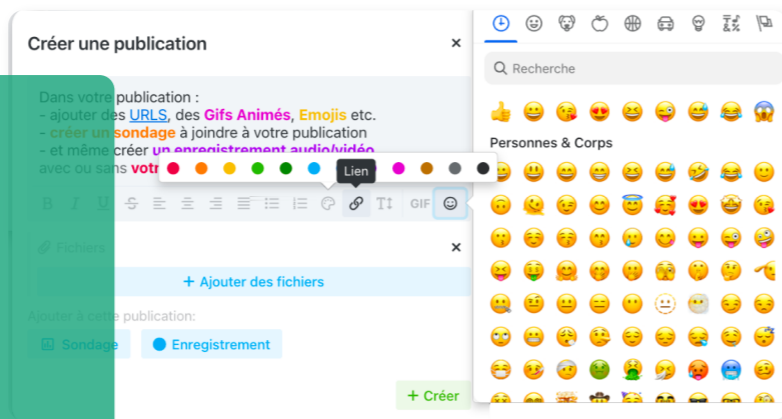 Créer une publication
×
Dans votre publication :
- ajouter des URLS, des Gifs Animés, Emojis etc.
- créer un sondage à joindre à votre publication
- et même créer un enregistrement audio/vidéo
avec ou sans
Lien
B I U S GIF
Fichiers
×
+ Ajouter des fichiers
Ajouter à cette publication:
Sondage
Enregistrement
+ Créer
Recherche
Personnes & Corps